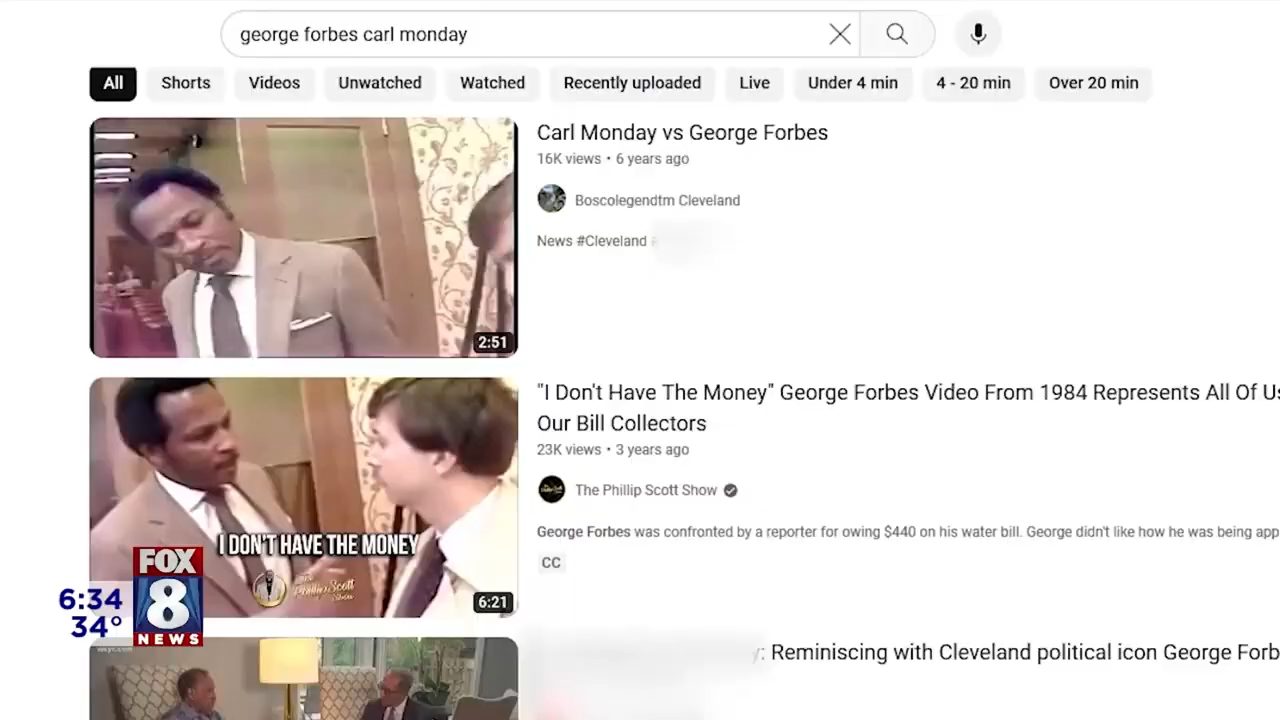 george forbes carl monday
All Shorts Videos Unwatched Watched Recently uploaded Live Under 4 min 4 - 20 min Over 20 min
Carl Monday vs George Forbes
16K views • 6 years ago
Boscolegendtm Cleveland
News #Cleveland
2:51
"I Don't Have The Money" George Forbes Video From 1984 Represents All Of
Our Bill Collectors
23K views • 3 years ago
The Phillip Scott Show
George Forbes was confronted by a reporter for owing $440 on his water bill. George didn't like how he was being
CC
I DON'T HAVE THE MONEY
The Phillip Scott Show
6:21
FOX
8
NEWS
6:34
34°
Reminiscing with Cleveland political icon George